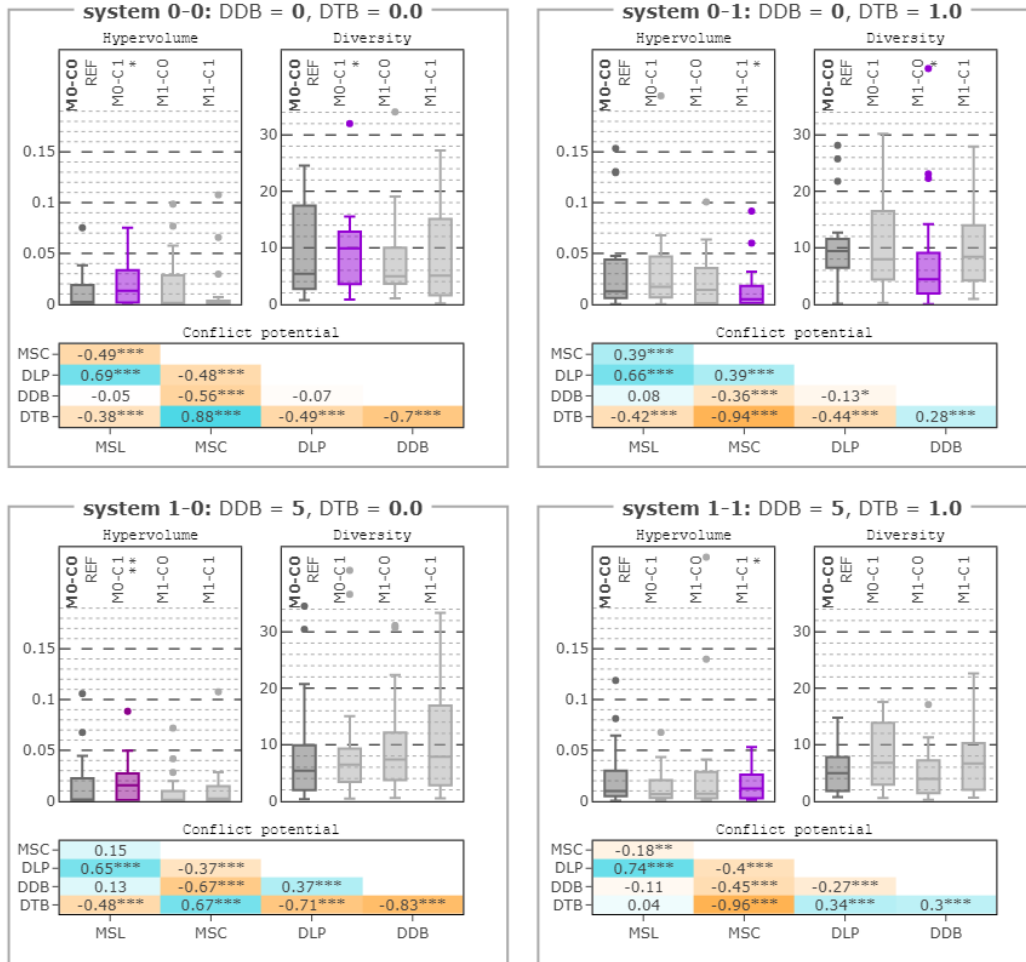 system 0-0: DDB = 0, DTB = 0.0
Hypervolume
Diversity
M0-C0
REF
M0-C1
*
M1-C0
M1-C1
M0-C0
REF
M0-C1
*
M1-C0
M1-C1
0.15
0.1
0.05
0
30
20
10
0
Conflict potential
MSC -0.49***
DLP 0.69*** -0.48***
DDB -0.05 -0.56*** -0.07
DTB -0.38*** 0.88*** -0.49*** -0.7***
MSL MSC DLP DDB
system 0-1: DDB = 0, DTB = 1.0
Hypervolume
Diversity
M0-C0
REF
M0-C1
M1-C0
M1-C1
*
M0-C0
REF
M0-C1
M1-C0
*
M1-C1
0.15
0.1
0.05
0
30
20
10
0
Conflict potential
MSC 0.39***
DLP 0.66*** 0.39***
DDB 0.08 -0.36*** -0.13*
DTB -0.42*** -0.94*** -0.44*** 0.28***
MSL MSC DLP DDB
system 1-0: DDB = 5, DTB = 0.0
Hypervolume
Diversity
M0-C0
REF
M0-C1
**
M1-C0
M1-C1
M0-C0
REF
M0-C1
M1-C0
M1-C1
0.15
0.1
0.05
0
30
20
10
0
Conflict potential
MSC 0.15
DLP 0.65*** -0.37***
DDB 0.13 -0.67*** 0.37***
DTB -0.48*** 0.67*** -0.71*** -0.83***
MSL MSC DLP DDB
system 1-1: DDB = 5, DTB = 1.0
Hypervolume
Diversity
M0-C0
REF
M0-C1
M1-C0
M1-C1
*
M0-C0
REF
M0-C1
M1-C0
M1-C1
0.15
0.1
0.05
0
30
20
10
0
Conflict potential
MSC -0.18**
DLP 0.74*** -0.4***
DDB -0.11 -0.45*** -0.27***
DTB 0.04 -0.96*** 0.34*** 0.3***
MSL MSC DLP DDB